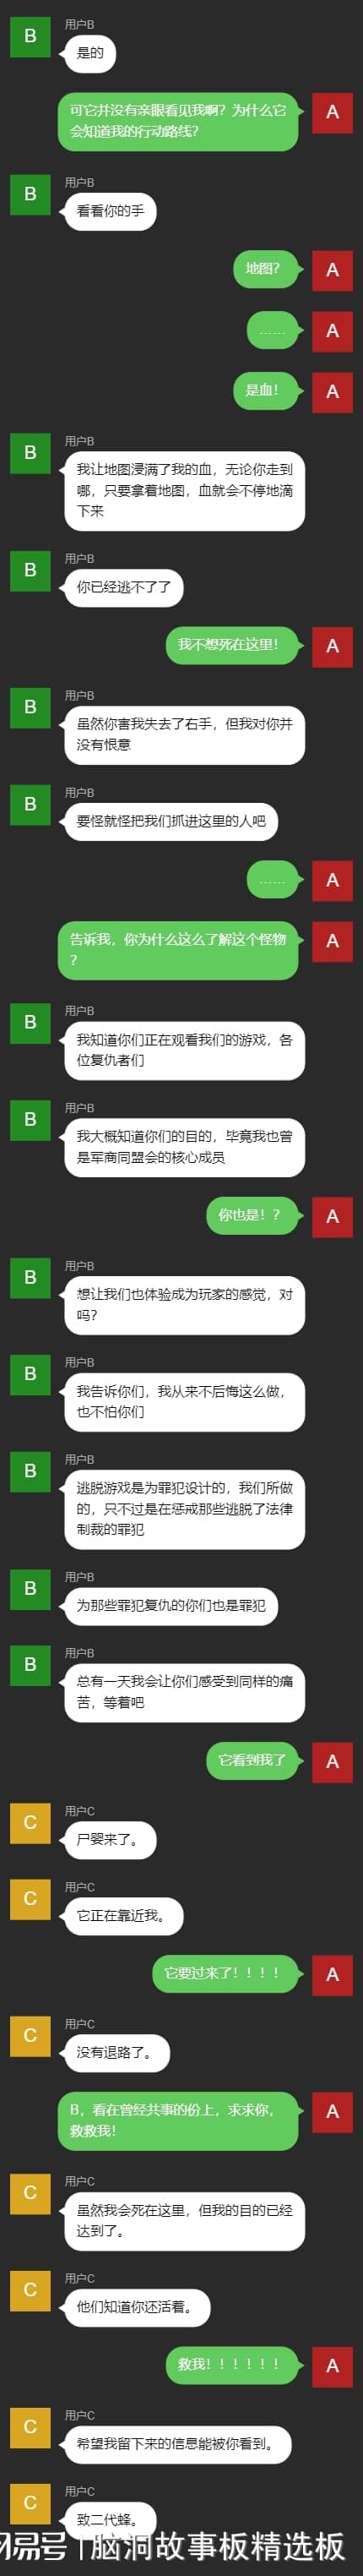 B
用户B
是的
可它并没有亲眼看见我啊？为什么它
会知道我的行动路线？
A
B
用户B
看看你的手
地图？
A
……
A
是血！
A
B
用户B
我让地图浸满了我的血，无论你走到
哪，只要拿着地图，血就会不停地滴
下来
B
用户B
你已经逃不了了
我不想死在这里！
A
B
用户B
虽然你害我失去了右手，但我对你并
没有恨意
B
用户B
要怪就怪把我们抓进这里的人吧
……
A
告诉我，你为什么这么了解这个怪物
？
A
B
用户B
我知道你们正在观看我们的游戏，各
位复仇者们
B
用户B
我大概知道你们的目的，毕竟我也曾
是军商同盟会的核心成员
你也是！？
A
B
用户B
想让我们也体验成为玩家的感觉，对
吗？
B
用户B
我告诉你们，我从来不后悔这么做，
也不怕你们
B
用户B
逃脱游戏是为罪犯设计的，我们所做
的，只不过是在惩戒那些逃脱了法律
制裁的罪犯
B
用户B
为那些罪犯复仇的你们也是罪犯
B
用户B
总有一天我会让你们感受到同样的痛
苦，等着吧
它看到我了
A
C
用户C
尸婴来了。
C
用户C
它正在靠近我。
它要过来了！！！！
A
C
用户C
没有退路了。
B，看在曾经共事的份上，求求你，
救救我！
A
C
用户C
虽然我会死在这里，但我的目的已经
达到了。
C
用户C
他们知道你还活着。
救我！！！！！！
A
C
用户C
希望我留下来的信息能被你看到。
C
用户C
致二代蜂。
易号 | 脑洞故事板精选板